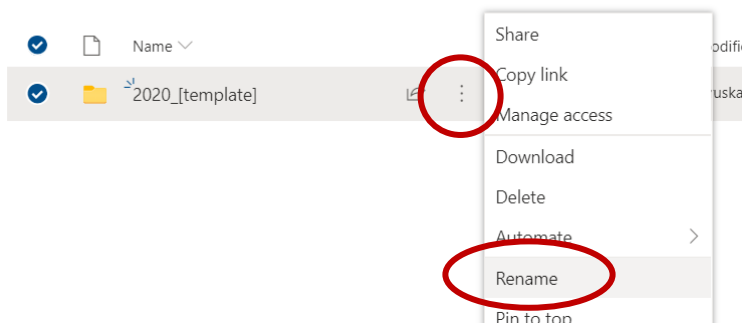 Name
2020_[template]
Share
Copy link
Manage access
Download
Delete
Automate
Rename
Pin to top